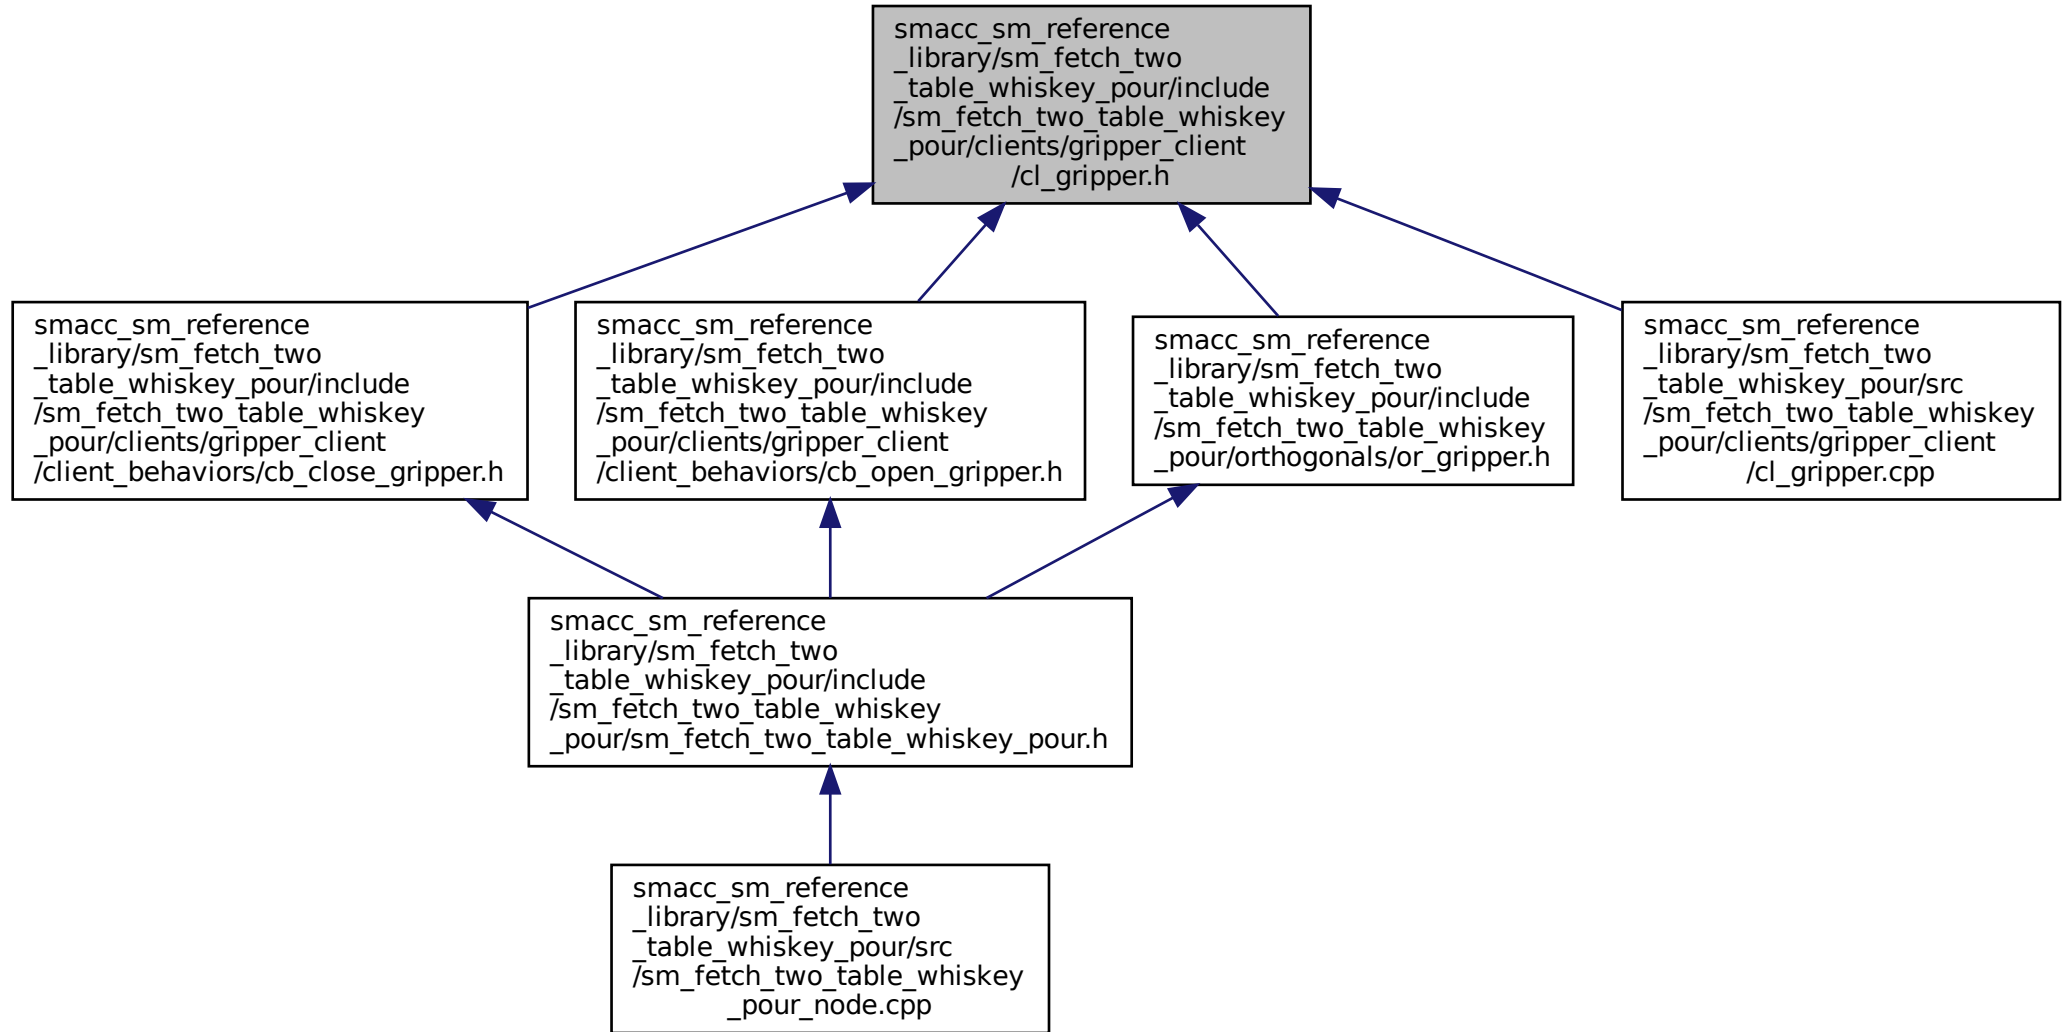 smacc_sm_reference
_library/sm_fetch_two
_table_whiskey_pour/include
/sm_fetch_two_table_whiskey
_pour/clients/gripper_client
/cl_gripper.h
smacc_sm_reference
_library/sm_fetch_two
_table_whiskey_pour/include
/sm_fetch_two_table_whiskey
_pour/clients/gripper_client
/client_behaviors/cb_close_gripper.h
smacc_sm_reference
_library/sm_fetch_two
_table_whiskey_pour/include
/sm_fetch_two_table_whiskey
_pour/clients/gripper_client
/client_behaviors/cb_open_gripper.h
smacc_sm_reference
_library/sm_fetch_two
_table_whiskey_pour/include
/sm_fetch_two_table_whiskey
_pour/orthogonals/or_gripper.h
smacc_sm_reference
_library/sm_fetch_two
_table_whiskey_pour/src
/sm_fetch_two_table_whiskey
_pour/clients/gripper_client
/cl_gripper.cpp
smacc_sm_reference
_library/sm_fetch_two
_table_whiskey_pour/include
/sm_fetch_two_table_whiskey
_pour/sm_fetch_two_table_whiskey_pour.h
smacc_sm_reference
_library/sm_fetch_two
_table_whiskey_pour/src
/sm_fetch_two_table_whiskey
_pour_node.cpp